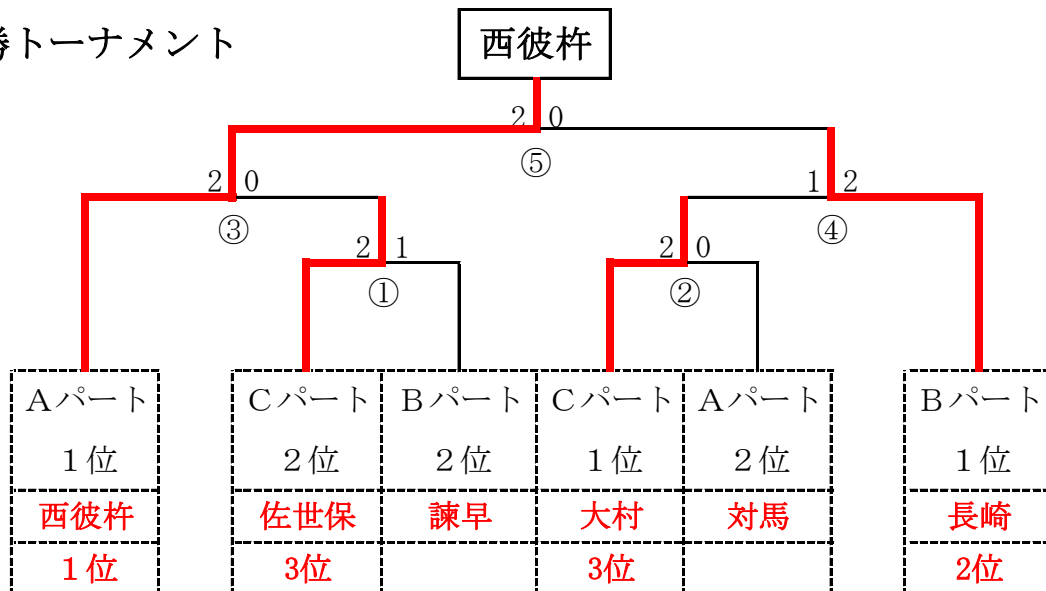 勝トーナメント
西彼杵
2 0
⑤
2 0
1 2
③
④
2 1
2 0
①
②
Aパート Cパート Bパート Cパート Aパート Bパート
1位 2位 2位 1位 2位 1位
西彼杵 佐世保 諫早 大村 対馬 長崎
1位 3位 3位 2位